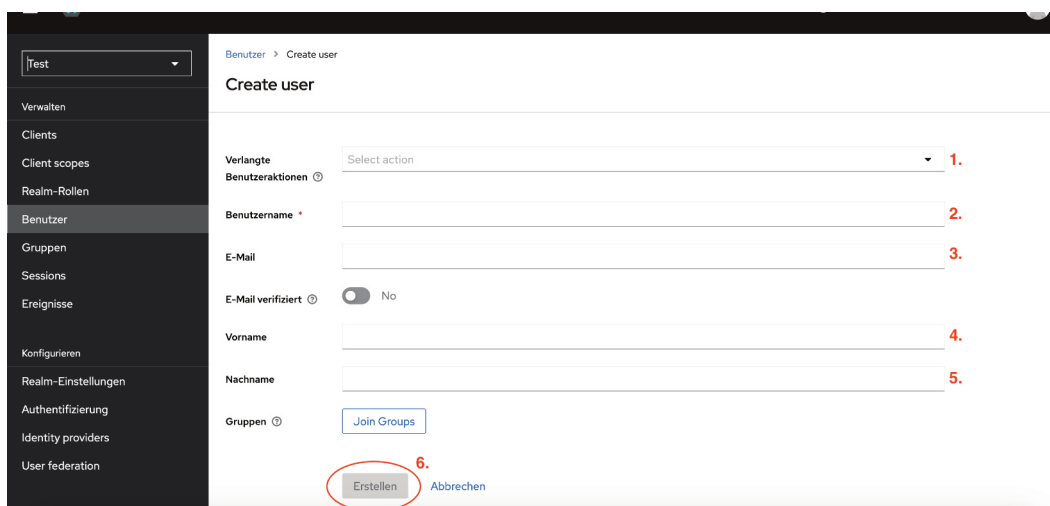 Test
Verwalten
Clients
Client scopes
Realm-Rollen
Benutzer
Gruppen
Sessions
Ereignisse
Konfigurieren
Realm-Einstellungen
Authentifizierung
Identity providers
User federation
Benutzer > Create user
Create user
Verlangte
Benutzeraktionen
Select action
1.
Benutzername *
2.
E-Mail
3.
E-Mail verifiziert
No
Vorname
4.
Nachname
5.
Gruppen
Join Groups
6.
Erstellen
Abbrechen